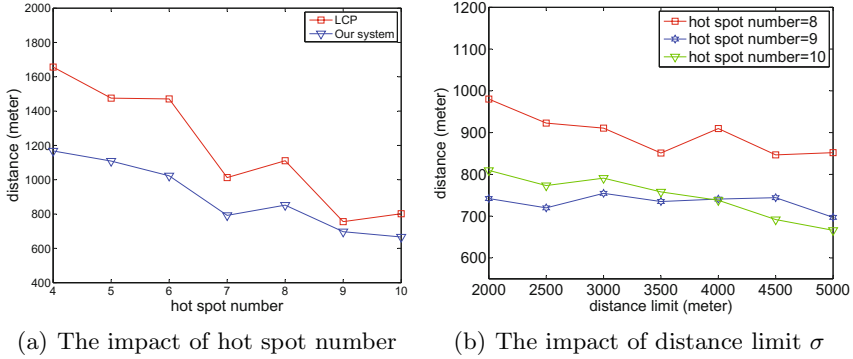 2000
1800
1600
1400
1200
1000
800
600
400
distance (meter)
LCP
Our system
4
5
6
7
8
9
10
hot spot number
(a) The impact of hot spot number
1200
1100
1000
900
800
700
600
distance (meter)
hot spot number=8
hot spot number=9
hot spot number=10
2000
2500
3000
3500
4000
4500
5000
distance limit (meter)
(b) The impact of distance limit σ